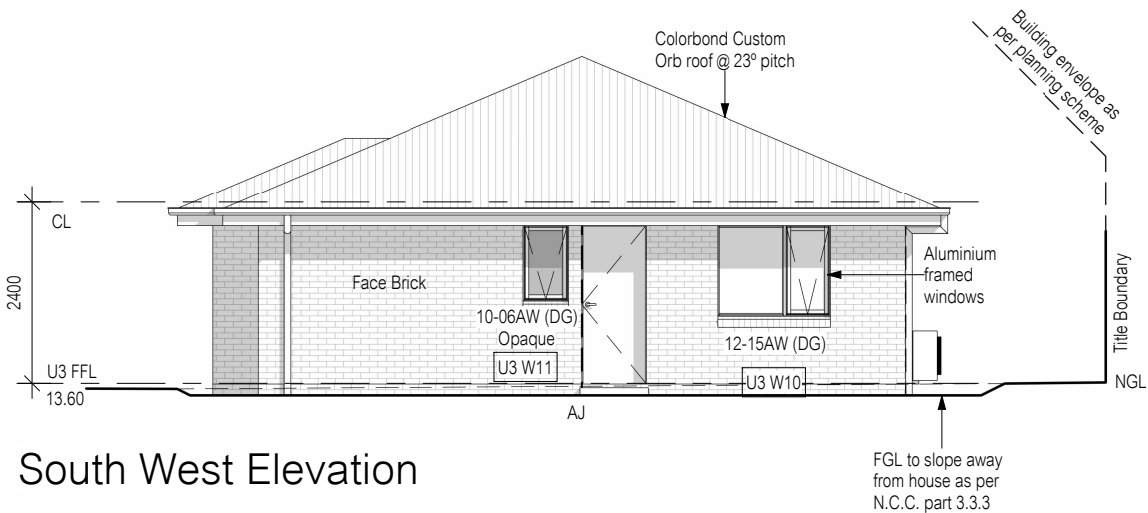 Building envelope as
per planning scheme
Colorbond Custom
Orb roof @ 23º pitch
CL
2400
Face Brick
Aluminium
framed
windows
Title Boundary
10-06AW (DG)
Opaque
12-15AW (DG)
U3 W11
U3 W10
U3 FFL
13.60
NGL
AJ
South West Elevation
FGL to slope away
from house as per
N.C.C. part 3.3.3